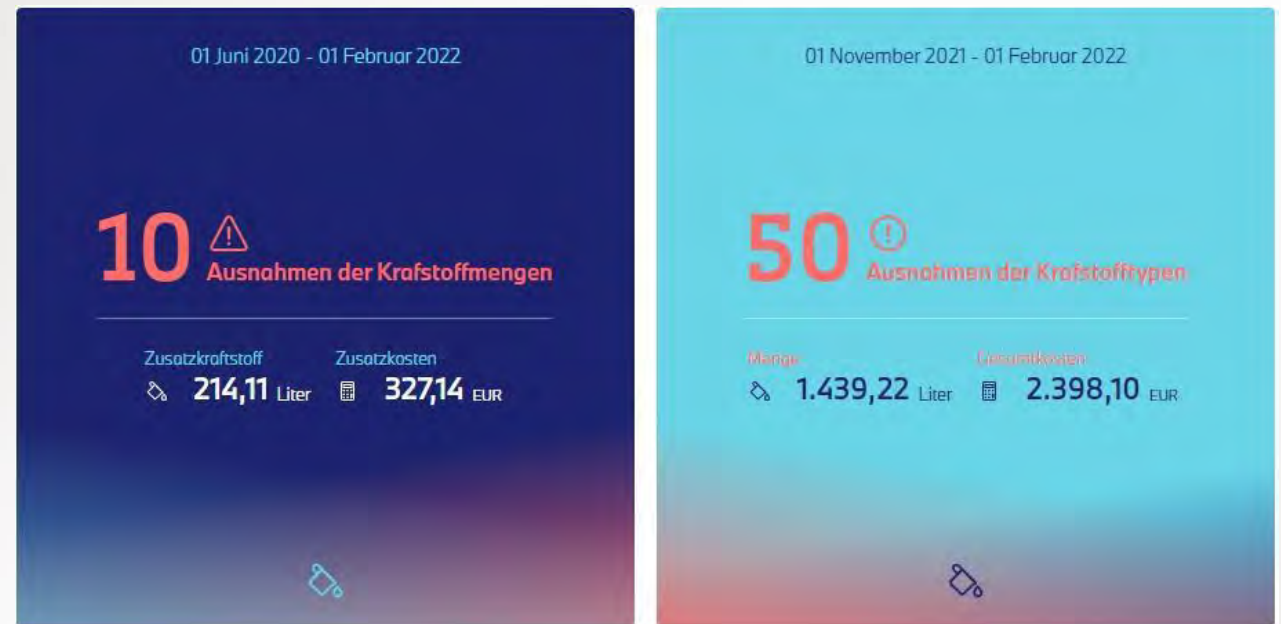 01 Juni 2020 - 01 Februar 2022
10
Ausnahmen der Krafstoffmengen
Zusatzkraftstoff Zusatzkosten
214,11 Liter 327,14 EUR
01 November 2021 - 01 Februar 2022
50
Ausnahmen der Krafstofftypen
Menge Gesamtkosten
1.439,22 Liter 2.398,10 EUR